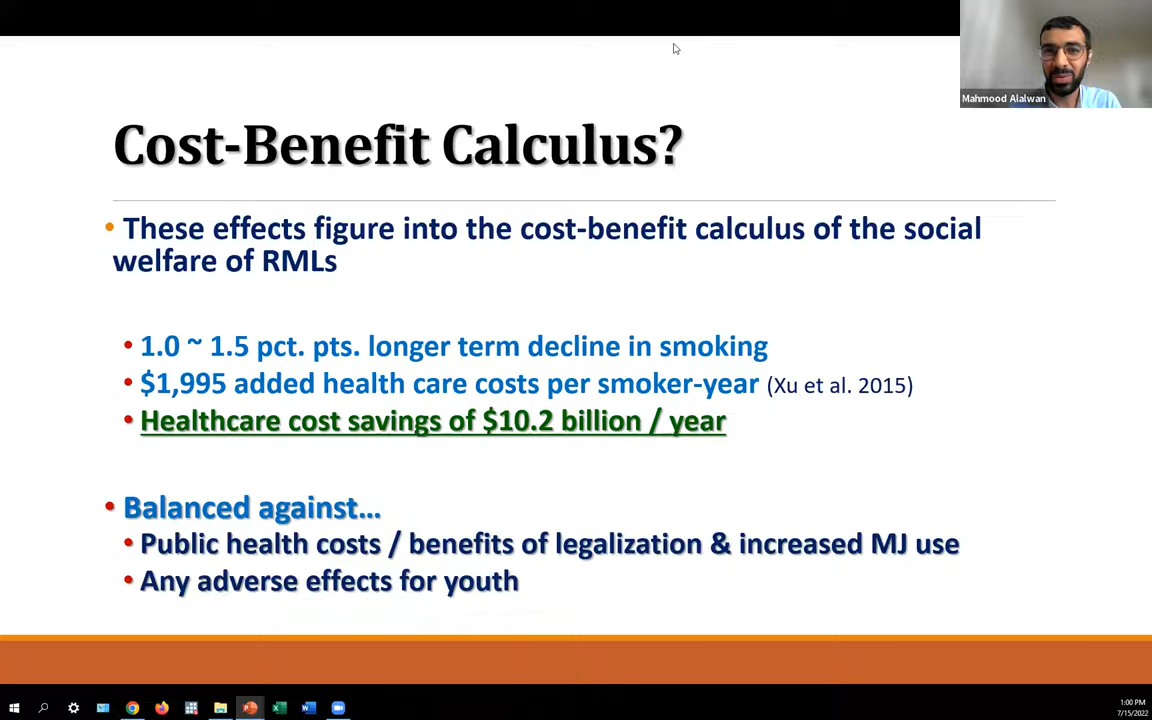 Mahmood Alalwan
Cost-Benefit Calculus?
• These effects figure into the cost-benefit calculus of the social
welfare of RMLs
• 1.0 ~ 1.5 pct. pts. longer term decline in smoking
• $1,995 added health care costs per smoker-year (Xu et al. 2015)
• Healthcare cost savings of $10.2 billion / year
• Balanced against…
• Public health costs / benefits of legalization & increased MJ use
• Any adverse effects for youth
1:00 PM
7/15/2022